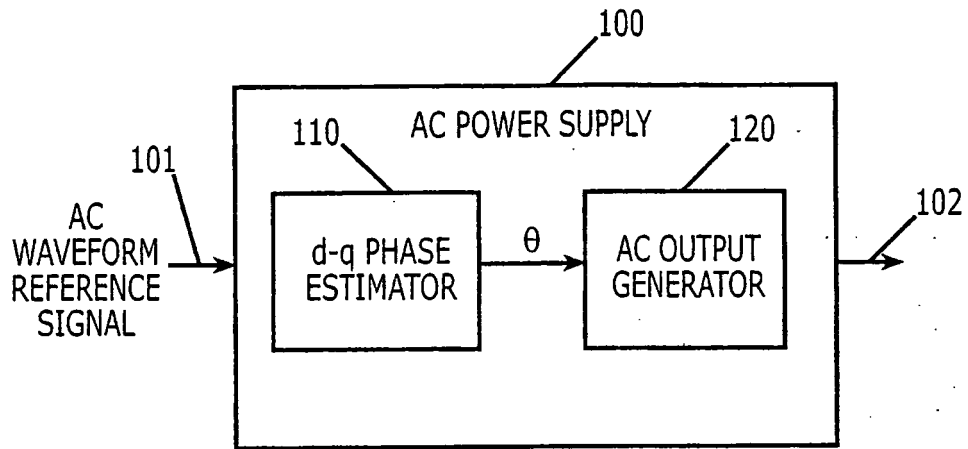 100
AC POWER SUPPLY
110
120
101
102
AC
WAVEFORM
REFERENCE
SIGNAL
d-q PHASE
ESTIMATOR
θ
AC OUTPUT
GENERATOR